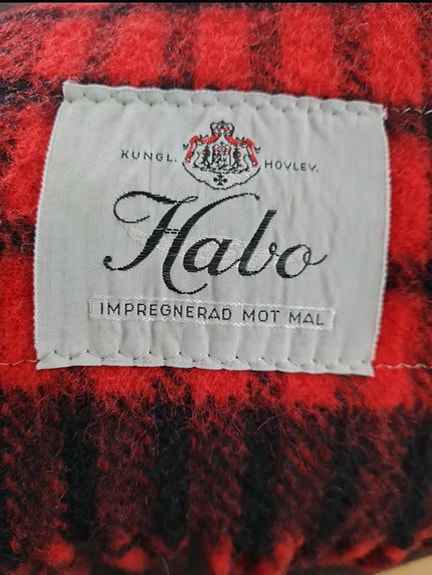 KUNGL. HOVLEV.
Habo
IMPREGNERAD MOT MAL